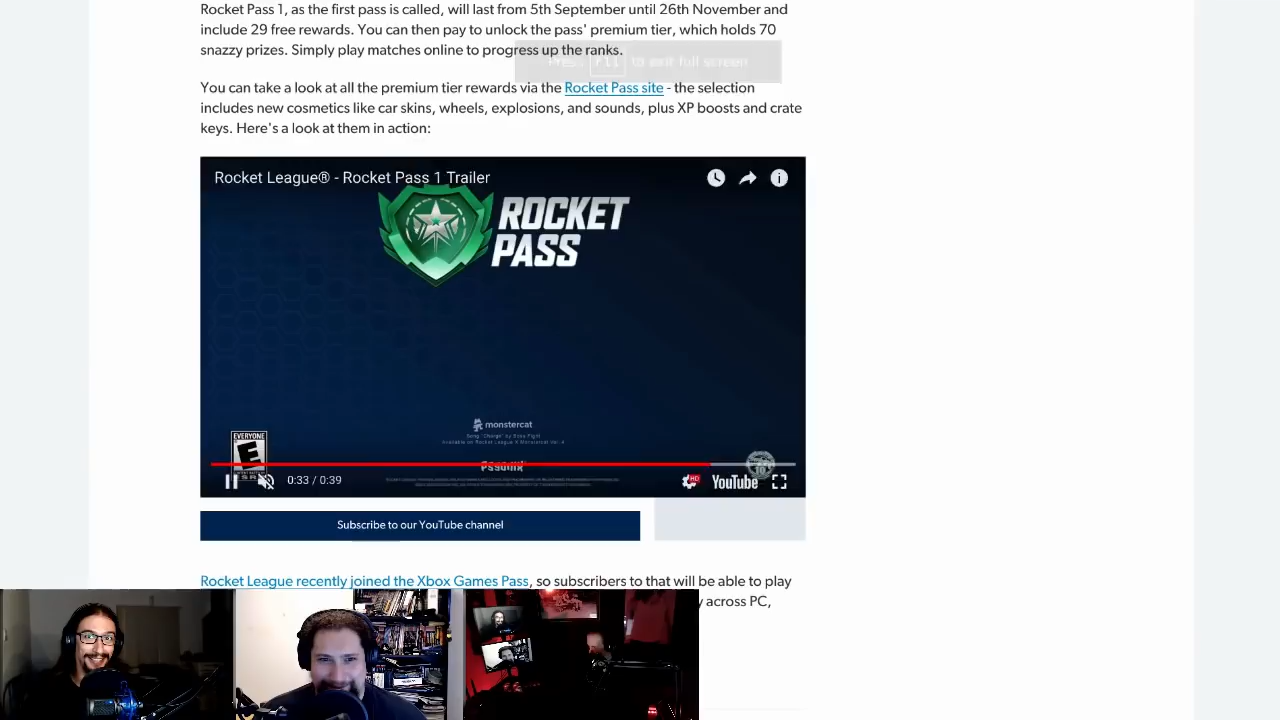 Rocket Pass 1, as the first pass is called, will last from 5th September until 26th November and
include 29 free rewards. You can then pay to unlock the pass' premium tier, which holds 70
snazzy prizes. Simply play matches online to progress up the ranks.
to exit full screen
You can take a look at all the premium tier rewards via the Rocket Pass site - the selection
includes new cosmetics like car skins, wheels, explosions, and sounds, plus XP boosts and crate
keys. Here's a look at them in action:
Rocket League® - Rocket Pass 1 Trailer
ROCKET
PASS
monstercat
EVERYONE
E
0:33 / 0:39
HD
YouTube
Subscribe to our YouTube channel
Rocket League recently joined the Xbox Games Pass, so subscribers to that will be able to play
y across PC,